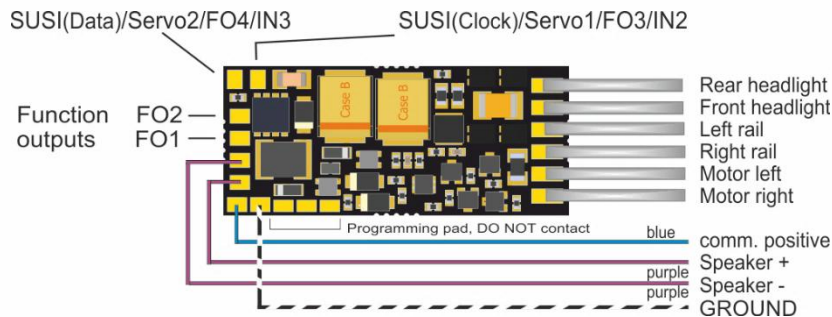 SUSI(Data)/Servo2/FO4/IN3
SUSI(Clock)/Servo1/FO3/IN2
Function
outputs
FO2
FO1
Case B
Case B
Rear headlight
Front headlight
Left rail
Right rail
Motor left
Motor right
Programming pad, DO NOT contact
blue
comm. positive
Speaker +
purple
Speaker -
purple
GROUND